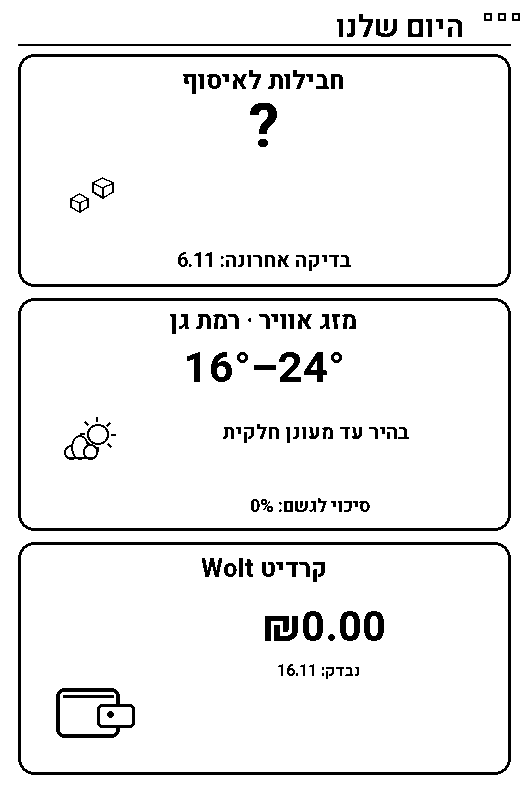 היום שלנו
חבילות לאיסוף
?
בדיקה אחרונה: 6.11
מזג אוויר · רמת גן
16°–24°
בהיר עד מעונן חלקית
סיכוי לגשם: 0%
קרדיט Wolt
₪0.00
נבדק: 16.11